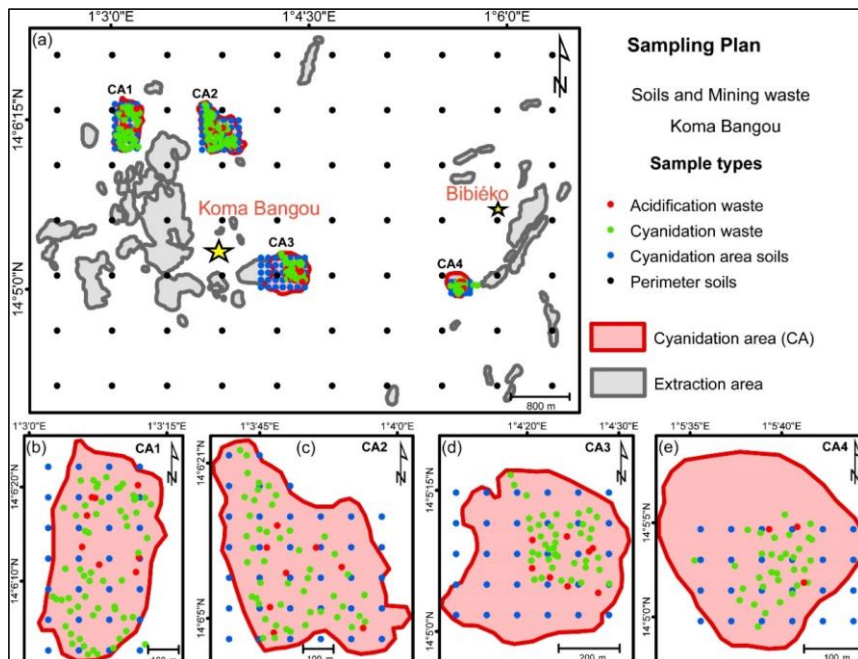 1°3'0"E
1°4'30"E
1°6'0"E
(a)
N
14°6'15"N
14°5'0"N
CA1
CA2
Koma Bangou
CA3
Bibiéko
CA4
800 m
Sampling Plan
Soils and Mining waste
Koma Bangou
Sample types
Acidification waste
Cyanidation waste
Cyanidation area soils
Perimeter soils
Cyanidation area (CA)
Extraction area
1°3'0"E
1°3'15"E
(b)
CA1
N
14°6'20"N
14°6'10"N
100 m
1°3'45"E
1°4'0"E
(c)
CA2
N
14°6'21"N
14°6'5"N
100 m
1°4'20"E
1°4'30"E
(d)
CA3
N
14°5'15"N
14°5'0"N
200 m
1°5'35"E
1°5'40"E
(e)
CA4
N
14°5'5"N
14°5'0"N
100 m